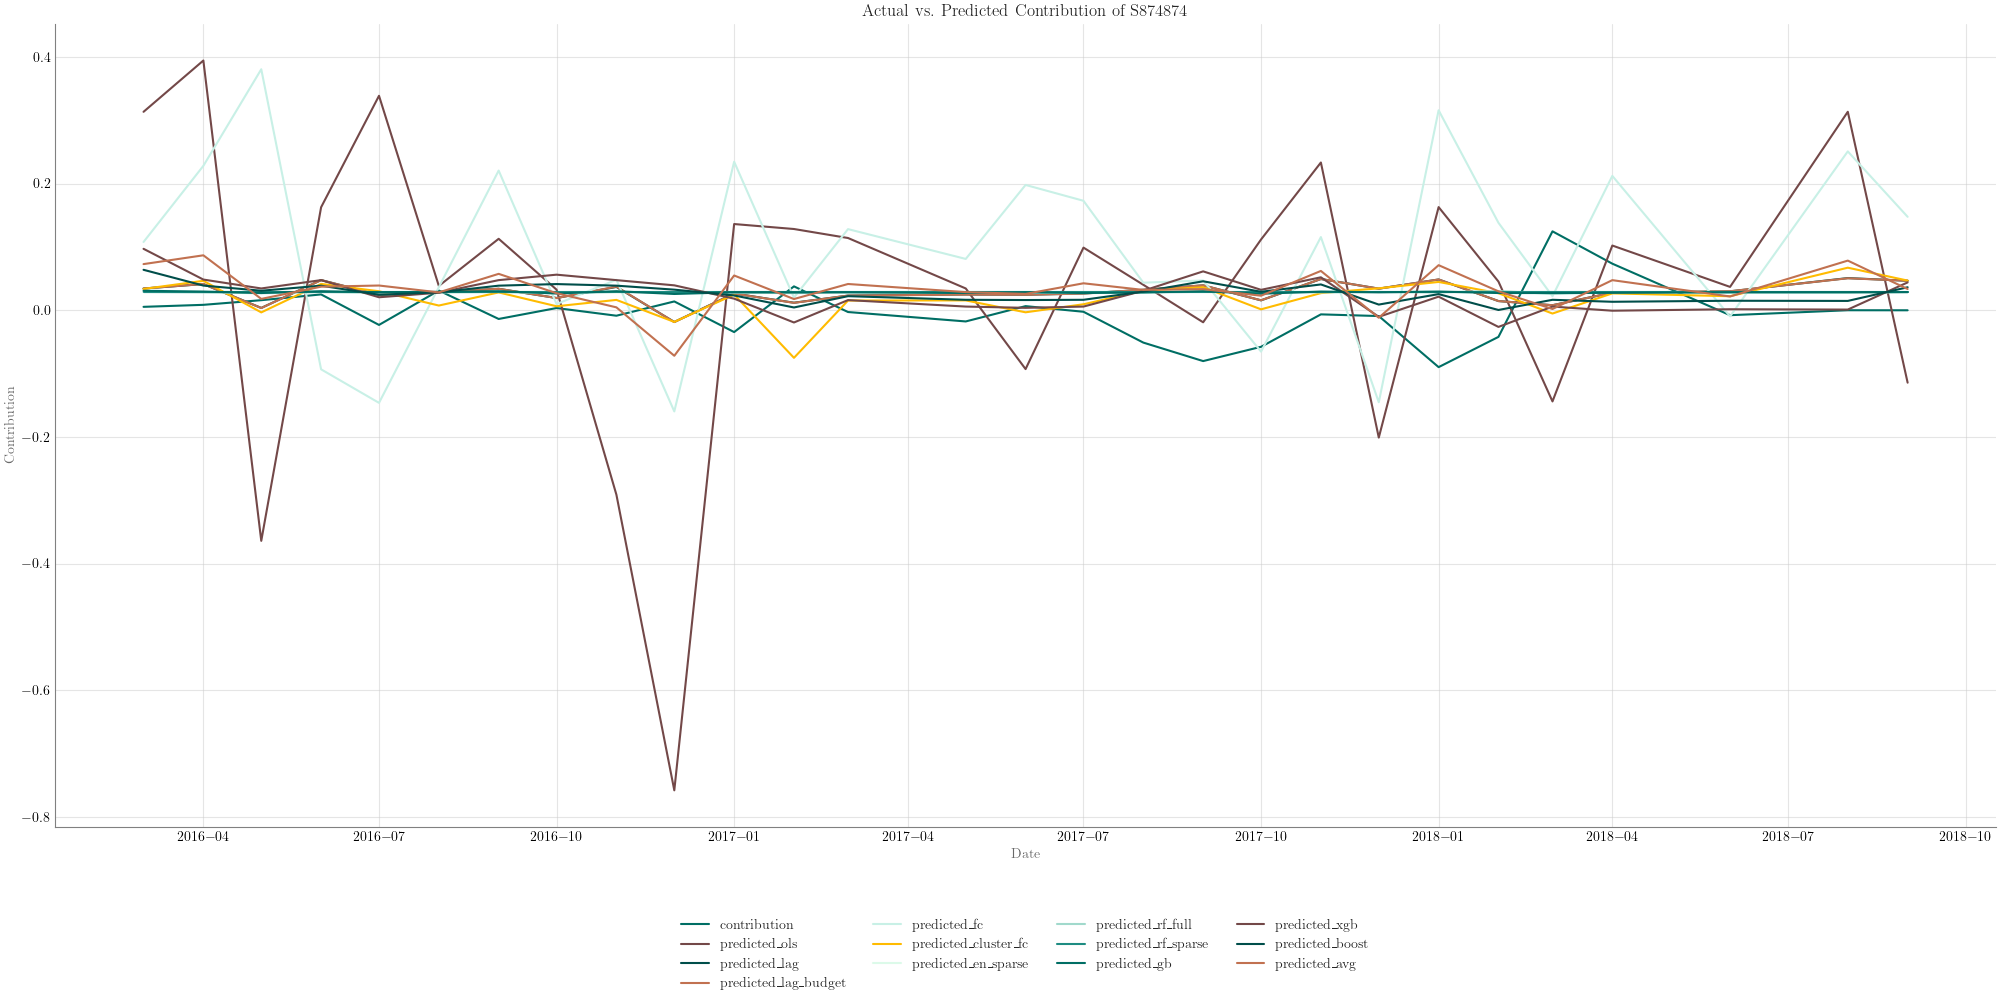 Actual vs. Predicted Contribution of S874874
0.4
0.2
0.0
−0.2
−0.4
−0.6
−0.8
Contribution
2016−04 2016−07 2016−10 2017−01 2017−04 2017−07 2017−10 2018−01 2018−04 2018−07 2018−10
Date
contribution predicted_fc predicted_rf_full predicted_xgb
predicted_ols predicted_cluster_fc predicted_rf_sparse predicted_boost
predicted_lag predicted_en_sparse predicted_gb predicted_avg
predicted_lag_budget